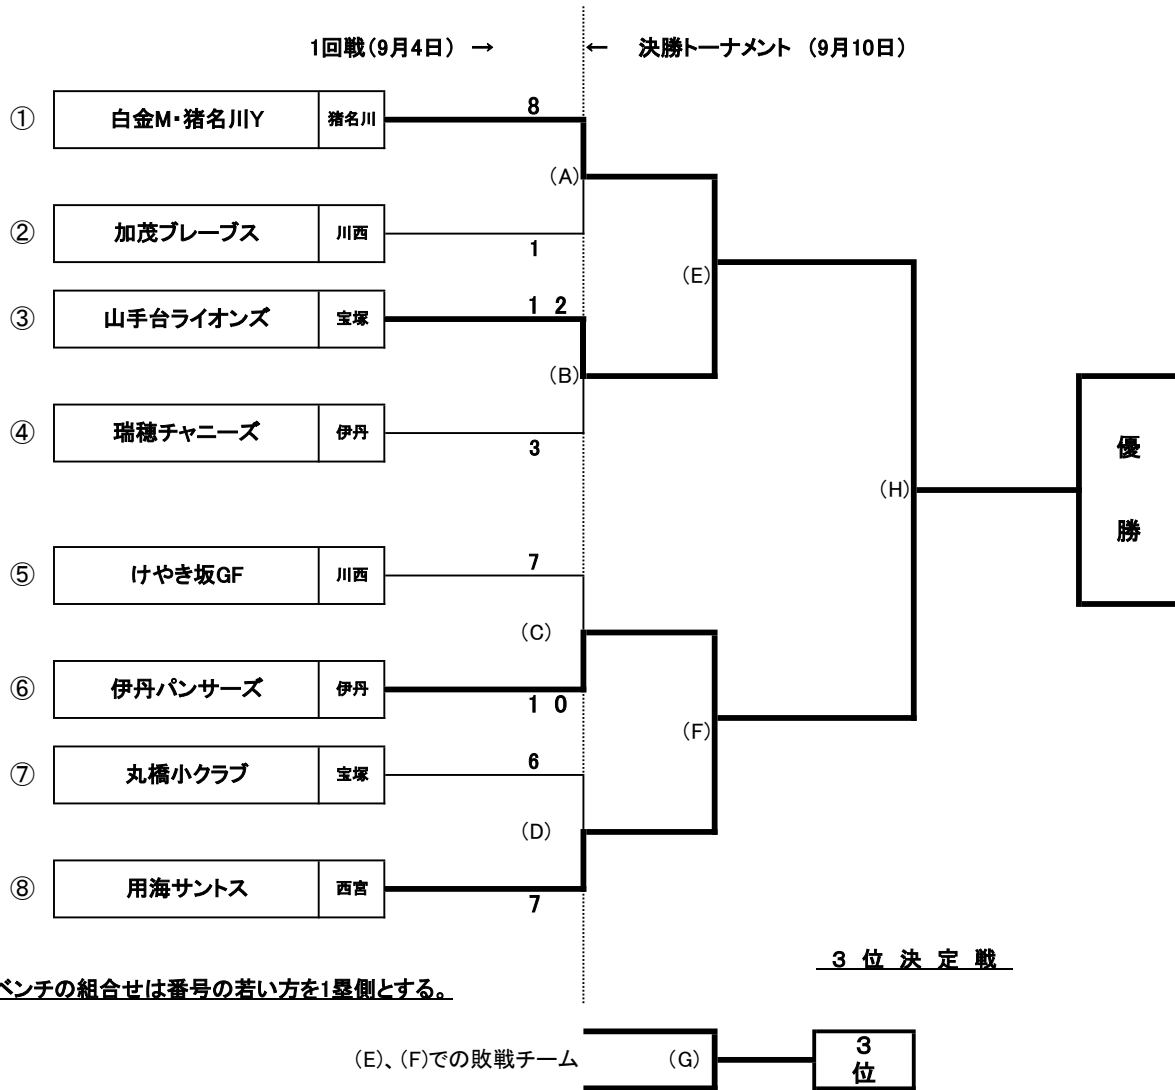 1回戦（9月4日） →
← 決勝トーナメント （9月10日）
8
① 白金M・猪名川Y 猪名川
（A）
② 加茂ブレーブス 川西
1
（E）
１２
③ 山手台ライオンズ 宝塚
（B）
④ 瑞穂チャニーズ 伊丹
3
優
勝
（H）
7
⑤ けやき坂GF 川西
（C）
⑥ 伊丹パンサーズ 伊丹
１０
（F）
6
⑦ 丸橋小クラブ 宝塚
（D）
⑧ 用海サントス 西宮
7
３ 位 決 定 戦
ベンチの組合せは番号の若い方を1塁側とする。
（E）、（F）での敗戦チーム
（G）
３
位